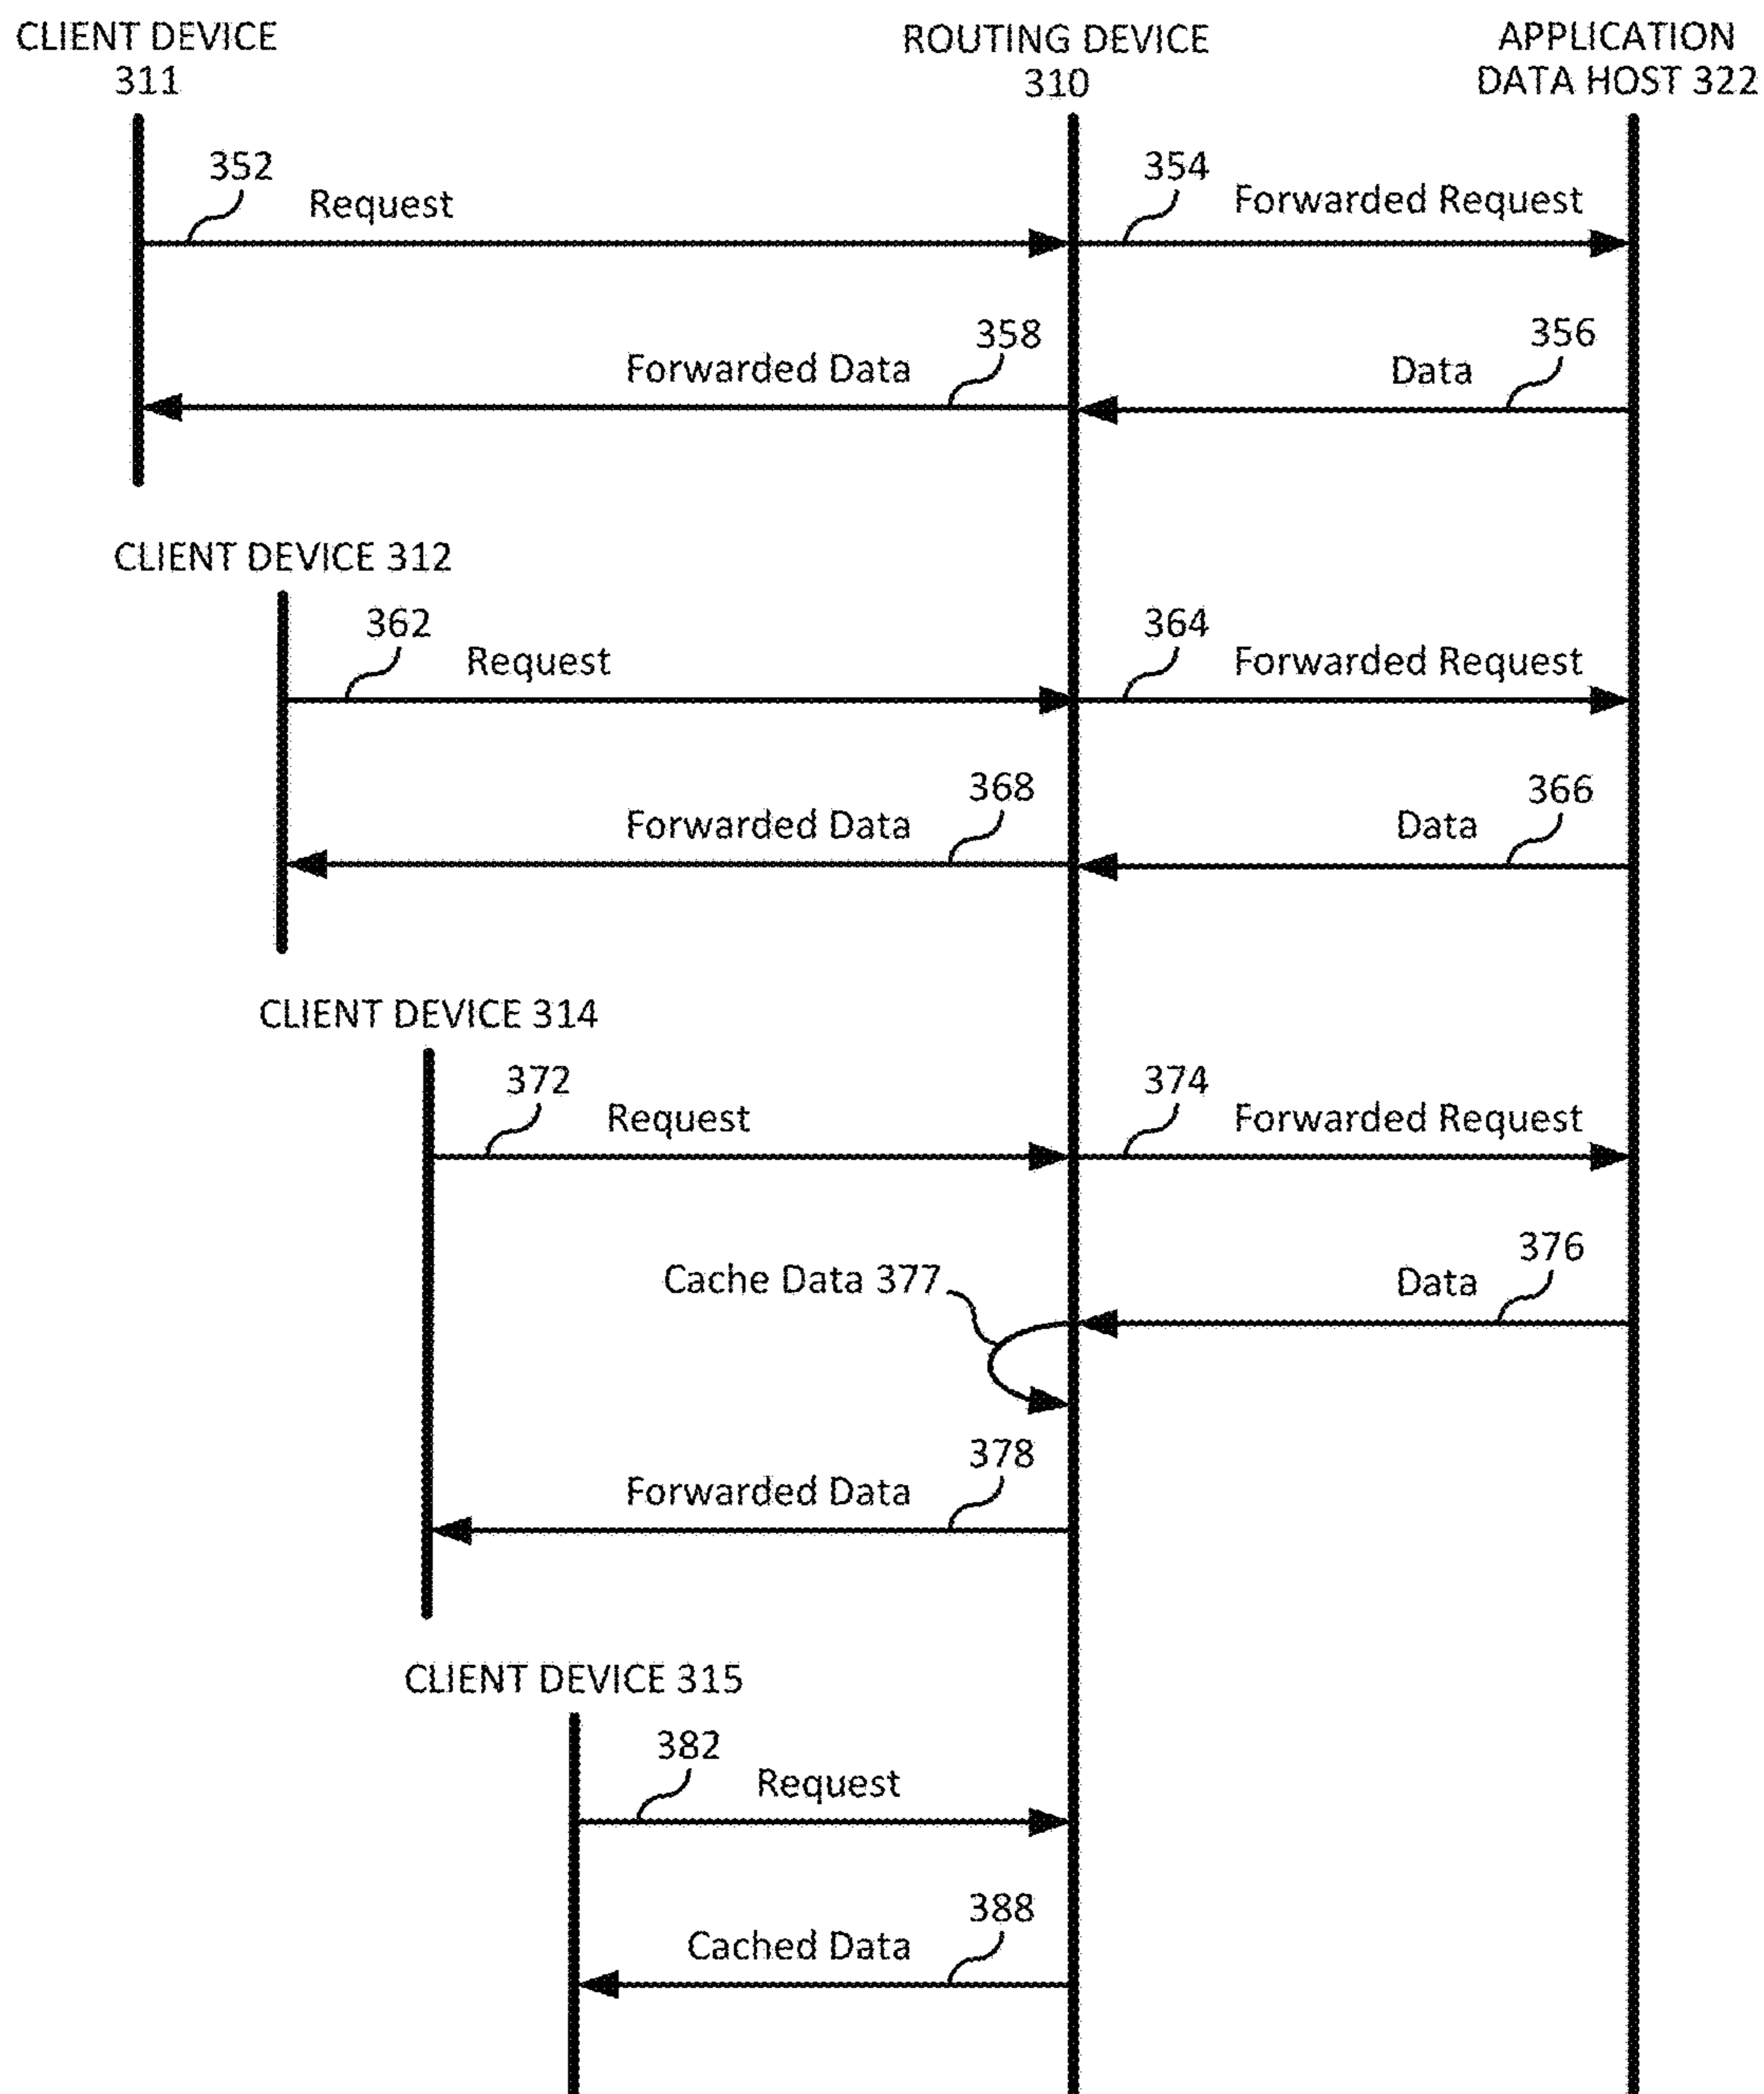 CLIENT DEVICE
311
ROUTING DEVICE
310
APPLICATION
DATA HOST 322
352
Request
354
Forwarded Request
358
Forwarded Data
356
Data
CLIENT DEVICE 312
362
Request
364
Forwarded Request
368
Forwarded Data
366
Data
CLIENT DEVICE 314
372
Request
374
Forwarded Request
376
Data
Cache Data 377
378
Forwarded Data
CLIENT DEVICE 315
382
Request
388
Cached Data